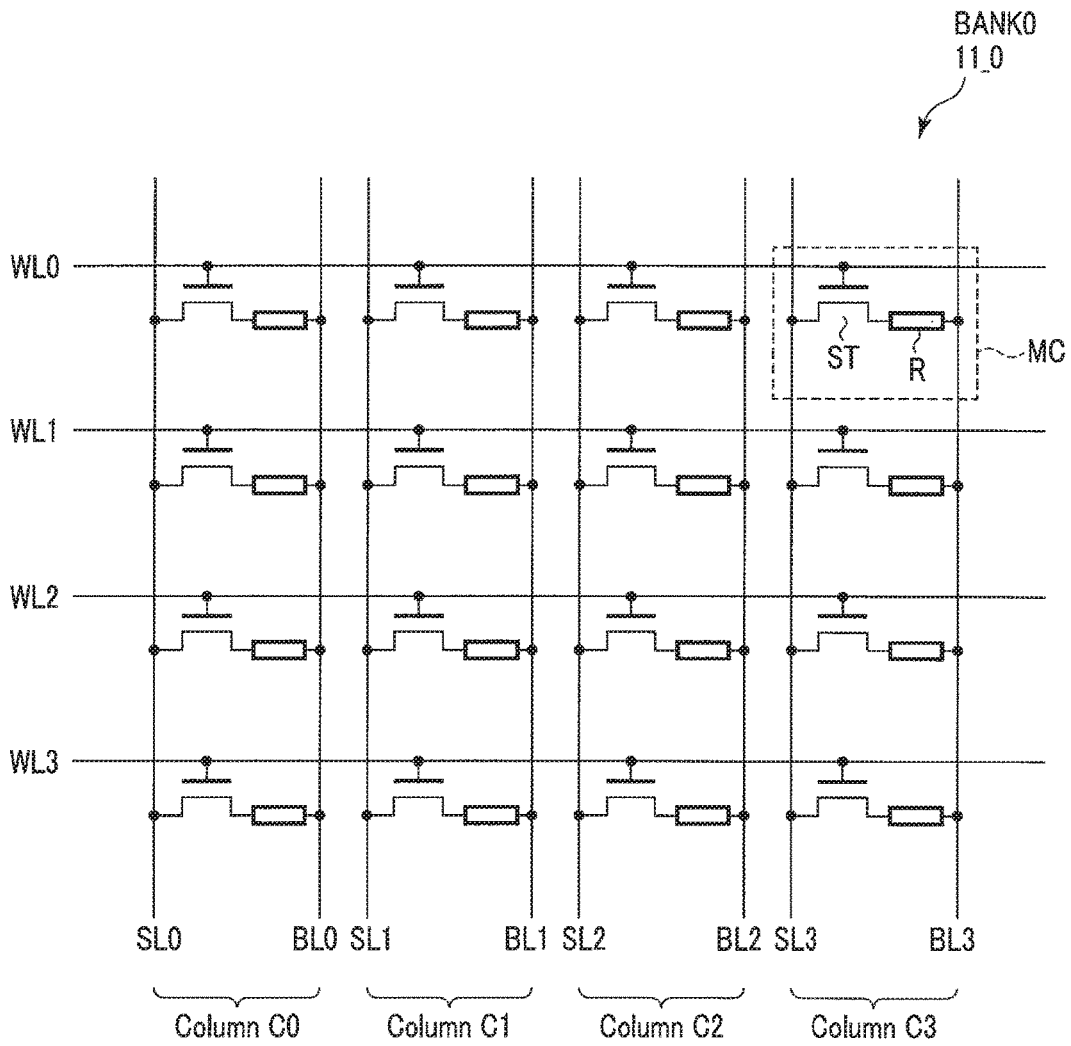 BANK0
11_0
WL0
ST
R
MC
WL1
WL2
WL3
SL0 BL0 SL1 BL1 SL2 BL2 SL3 BL3
Column C0 Column C1 Column C2 Column C3